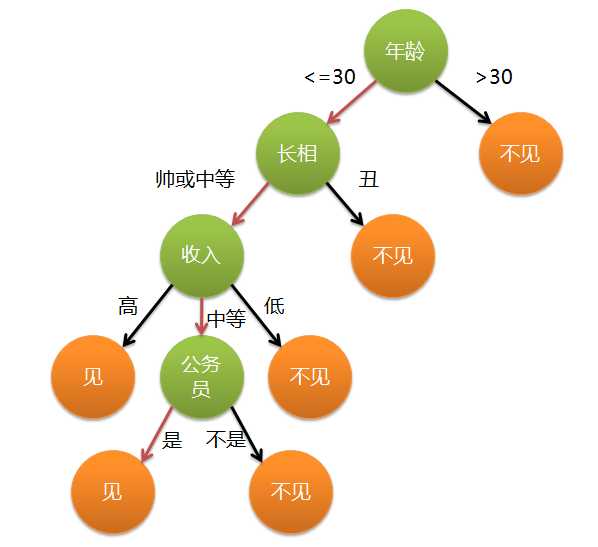 年龄
<=30
>30
长相
不见
帅或中等
丑
收入
不见
高
中等
低
见
公务
员
不见
是
不是
见
不见